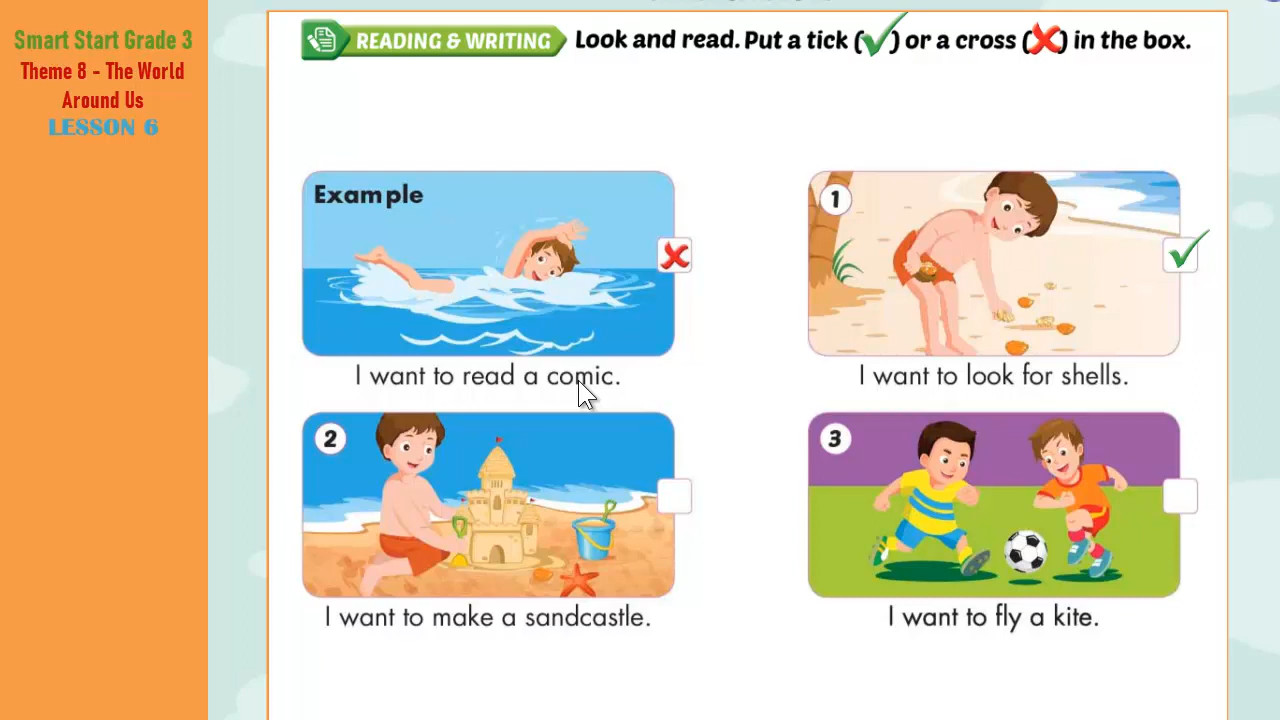 Smart Start Grade 3
Theme 8 - The World
Around Us
LESSON 6
READING & WRITING Look and read. Put a tick (✓) or a cross (✗) in the box.
Example
1
I want to read a comic.
I want to look for shells.
2
3
I want to make a sandcastle.
I want to fly a kite.